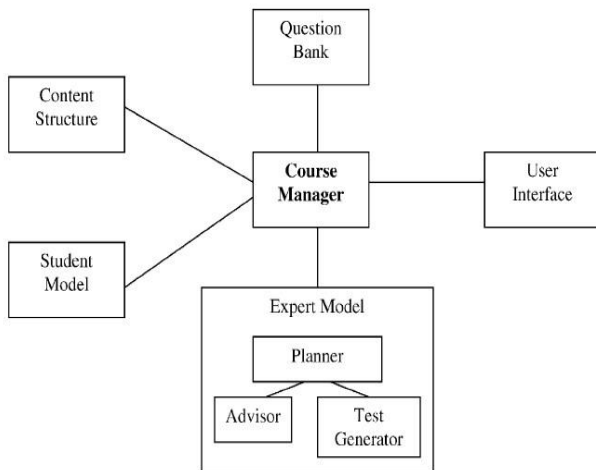 Question
Bank
Content
Structure
Course
Manager
User
Interface
Student
Model
Expert Model
Planner
Advisor
Test
Generator